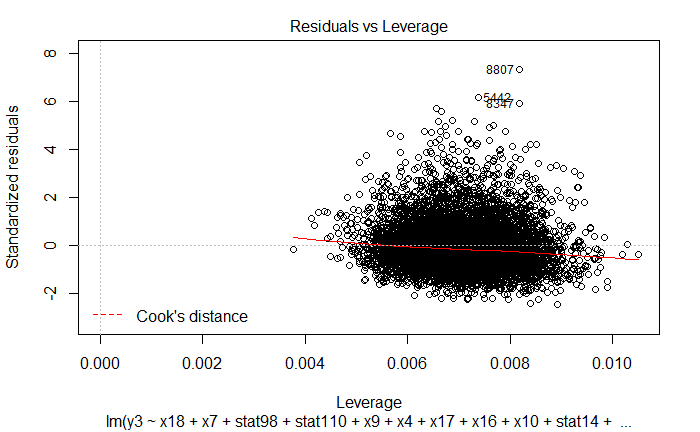 Residuals vs Leverage
Standardized residuals
8
6
4
2
0
-2
8807
5442
8347
Cook's distance
0.000 0.002 0.004 0.006 0.008 0.010
Leverage
lm(y3 ~ x18 + x7 + stat98 + stat110 + x9 + x4 + x17 + x16 + x10 + stat14 + ...